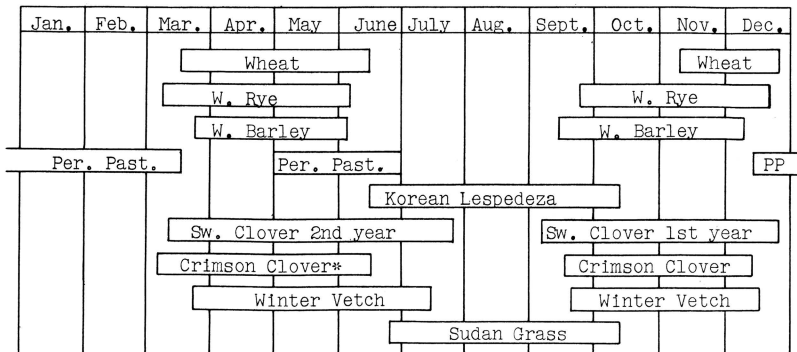 Jan. Feb. Mar. Apr. May June July Aug. Sept. Oct. Nov. Dec.
Wheat Wheat
W. Rye W. Rye
W. Barley W. Barley
Per. Past. Per. Past. PP
Korean Lespedeza
Sw. Clover 2nd year Sw. Clover 1st year
Crimson Clover* Crimson Clover
Winter Vetch Winter Vetch
Sudan Grass